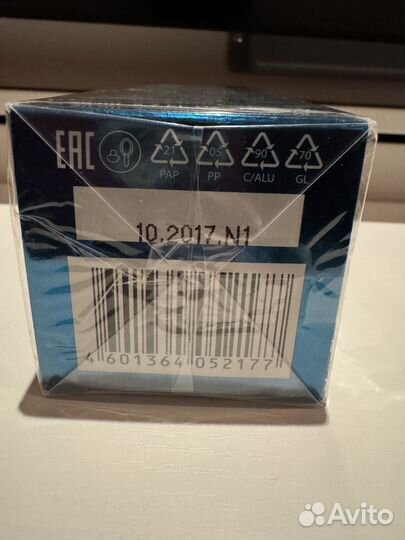 EAC 21 05 90 70
PAP PP C/ALU GL
10.2017.N1
4 601364 052177
Avito